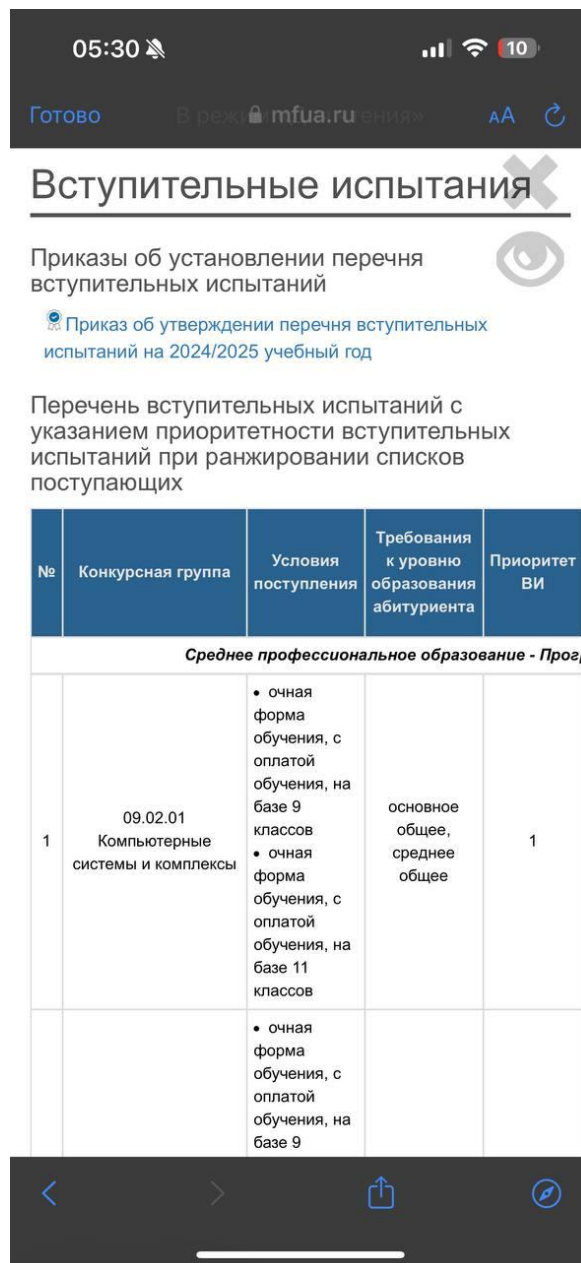 05:30
10
Готово
В режи
mfua.ru
ения»
AA
Вступительные испытания
Приказы об установлении перечня
вступительных испытаний
Приказ об утверждении перечня вступительных
испытаний на 2024/2025 учебный год
Перечень вступительных испытаний с
указанием приоритетности вступительных
испытаний при ранжировании списков
поступающих
№
Конкурсная группа
Условия
поступления
Требования
к уровню
образования
абитуриента
Приоритет
ВИ
Среднее профессиональное образование - Прог
1
09.02.01
Компьютерные
системы и комплексы
• очная
форма
обучения, с
оплатой
обучения, на
базе 9
классов
• очная
форма
обучения, с
оплатой
обучения, на
базе 11
классов
основное
общее,
среднее
общее
1
• очная
форма
обучения, с
оплатой
обучения, на
базе 9